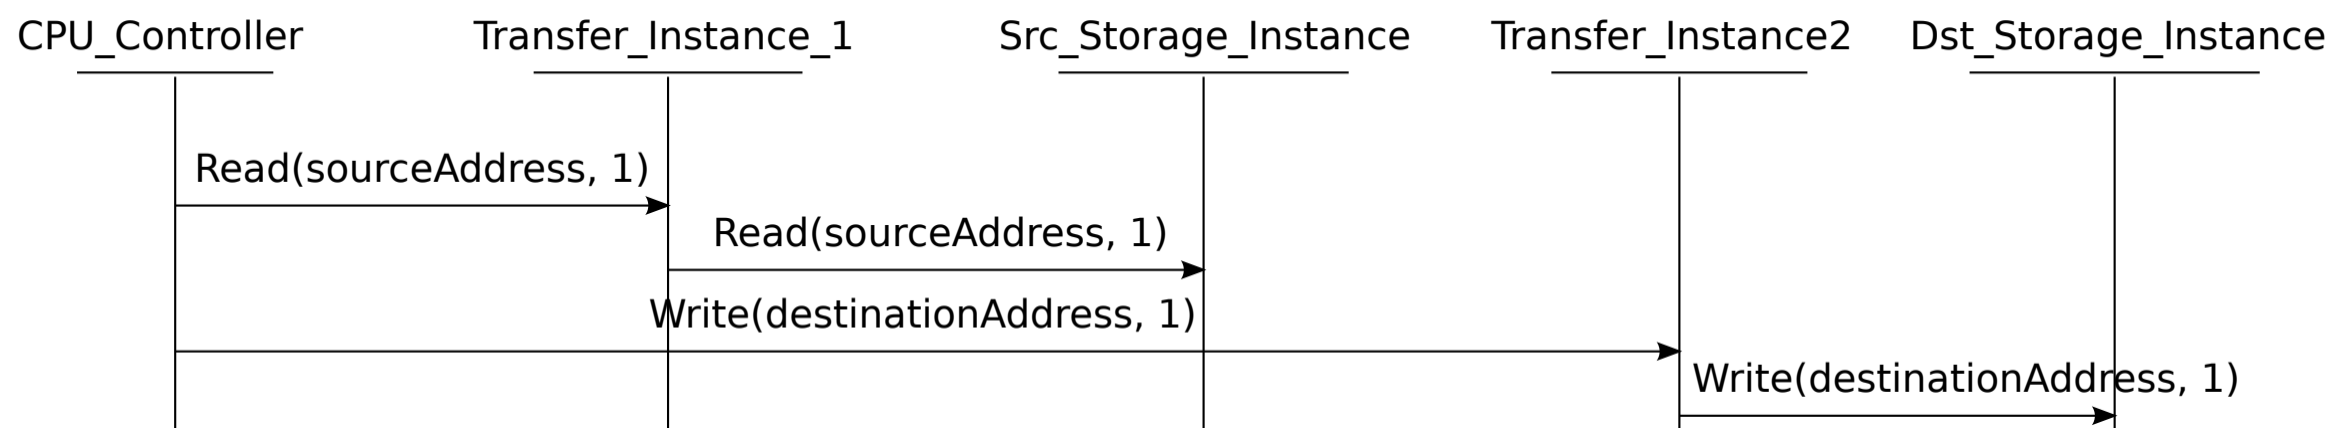 CPU_Controller Transfer_Instance_1 Src_Storage_Instance Transfer_Instance2 Dst_Storage_Instance
Read(sourceAddress, 1)
Read(sourceAddress, 1)
Write(destinationAddress, 1)
Write(destinationAddress, 1)